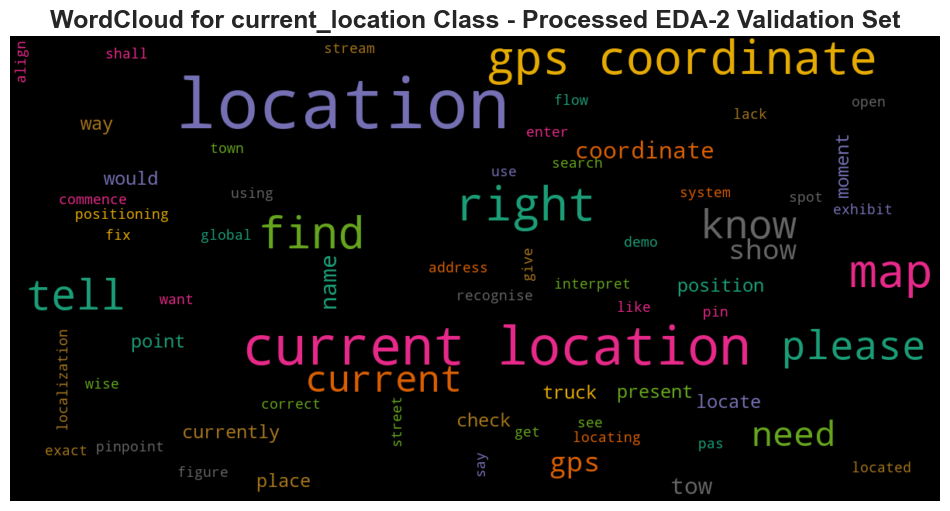 WordCloud for current_location Class - Processed EDA-2 Validation Set
align
shall
stream
gps coordinate
location
flow
open
way
lack
enter
town
coordinate
moment
search
would
use
commence
using
system
spot
positioning
right
exhibit
fix
global
find
know
demo
show
name
address
give
map
tell
want
recognise
interpret
position
like
pin
point
localization
current location
please
wise
current
truck
present
locate
correct
street
check
see
currently
get
locating
need
exact
pinpoint
pas
figure
say
gps
located
place
tow